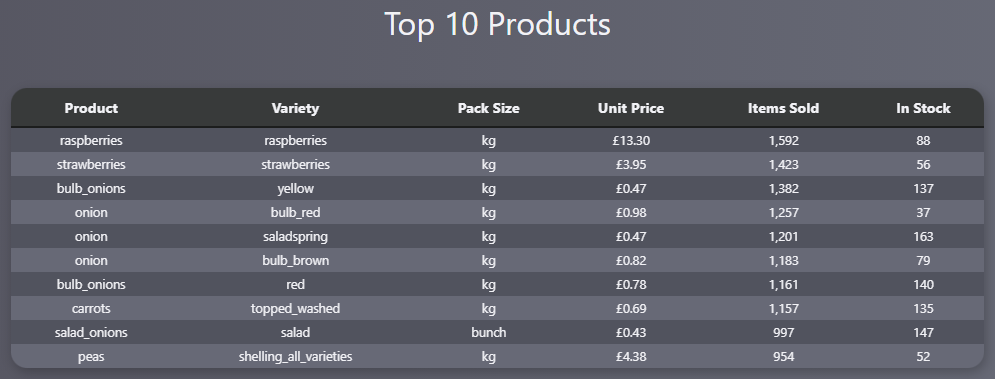 Top 10 Products
Product Variety Pack Size Unit Price Items Sold In Stock
raspberries raspberries kg £13.30 1,592 88
strawberries strawberries kg £3.95 1,423 56
bulb_onions yellow kg £0.47 1,382 137
onion bulb_red kg £0.98 1,257 37
onion saladspring kg £0.47 1,201 163
onion bulb_brown kg £0.82 1,183 79
bulb_onions red kg £0.78 1,161 140
carrots topped_washed kg £0.69 1,157 135
salad_onions salad bunch £0.43 997 147
peas shelling_all_varieties kg £4.38 954 52